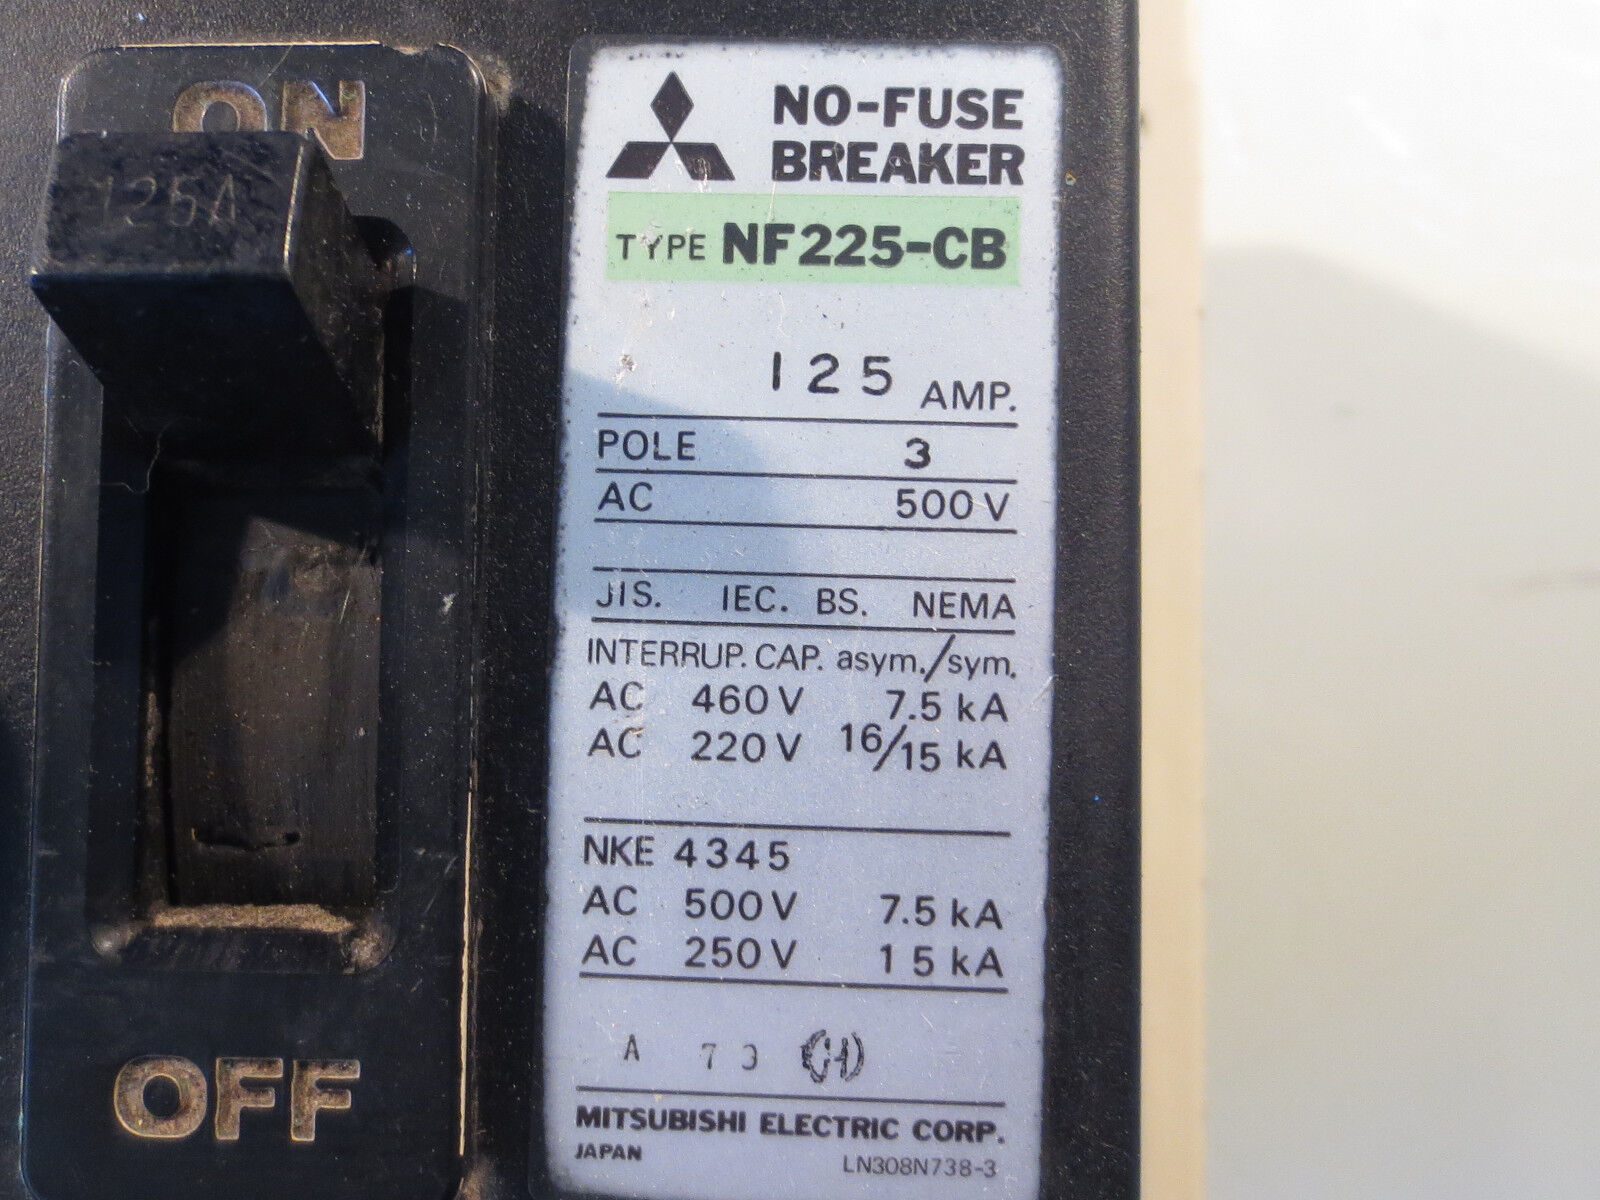 ON
125A
OFF
NO-FUSE
BREAKER
TYPE NF225-CB
125 AMP.
POLE 3
AC 500V
JIS. IEC. BS. NEMA
INTERRUP. CAP. asym./sym.
AC 460V 7.5 kA
AC 220V 16/15 kA
NKE 4345
AC 500V 7.5 kA
AC 250V 15 kA
A 7
MITSUBISHI ELECTRIC CORP.
JAPAN LN308N738-3